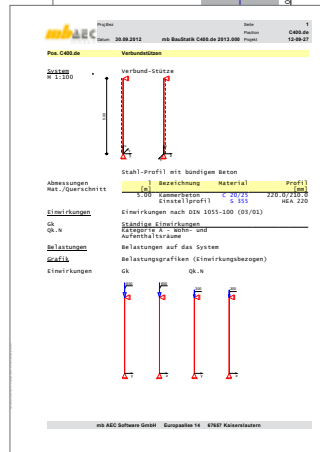 mb AEC
Proj.Bez
Seite 1
Position C400.de
Datum 30.09.2012 mb BauStatik C400.de 2013.000 Projekt 12-09-27
Pos. C400.de Verbundstützen
System Verbund-Stütze
M 1:100
5.00
Stahl-Profil mit bündigem Beton
Abmessungen l Bezeichnung Material Profil
Mat./Querschnitt [m] [mm]
5.00 Kammerbeton C 20/25 220.0/210.0
Einstellprofil S 355 HEA 220
Einwirkungen Einwirkungen nach DIN 1055-100 (03/01)
Gk Ständige Einwirkungen
Qk.N Kategorie A - Wohn- und
Aufenthaltsräume
Belastungen Belastungen auf das System
Grafik Belastungsgrafiken (Einwirkungsbezogen)
Einwirkungen Gk Qk.N
mb AEC Software GmbH Europaallee 14 67657 Kaiserslautern